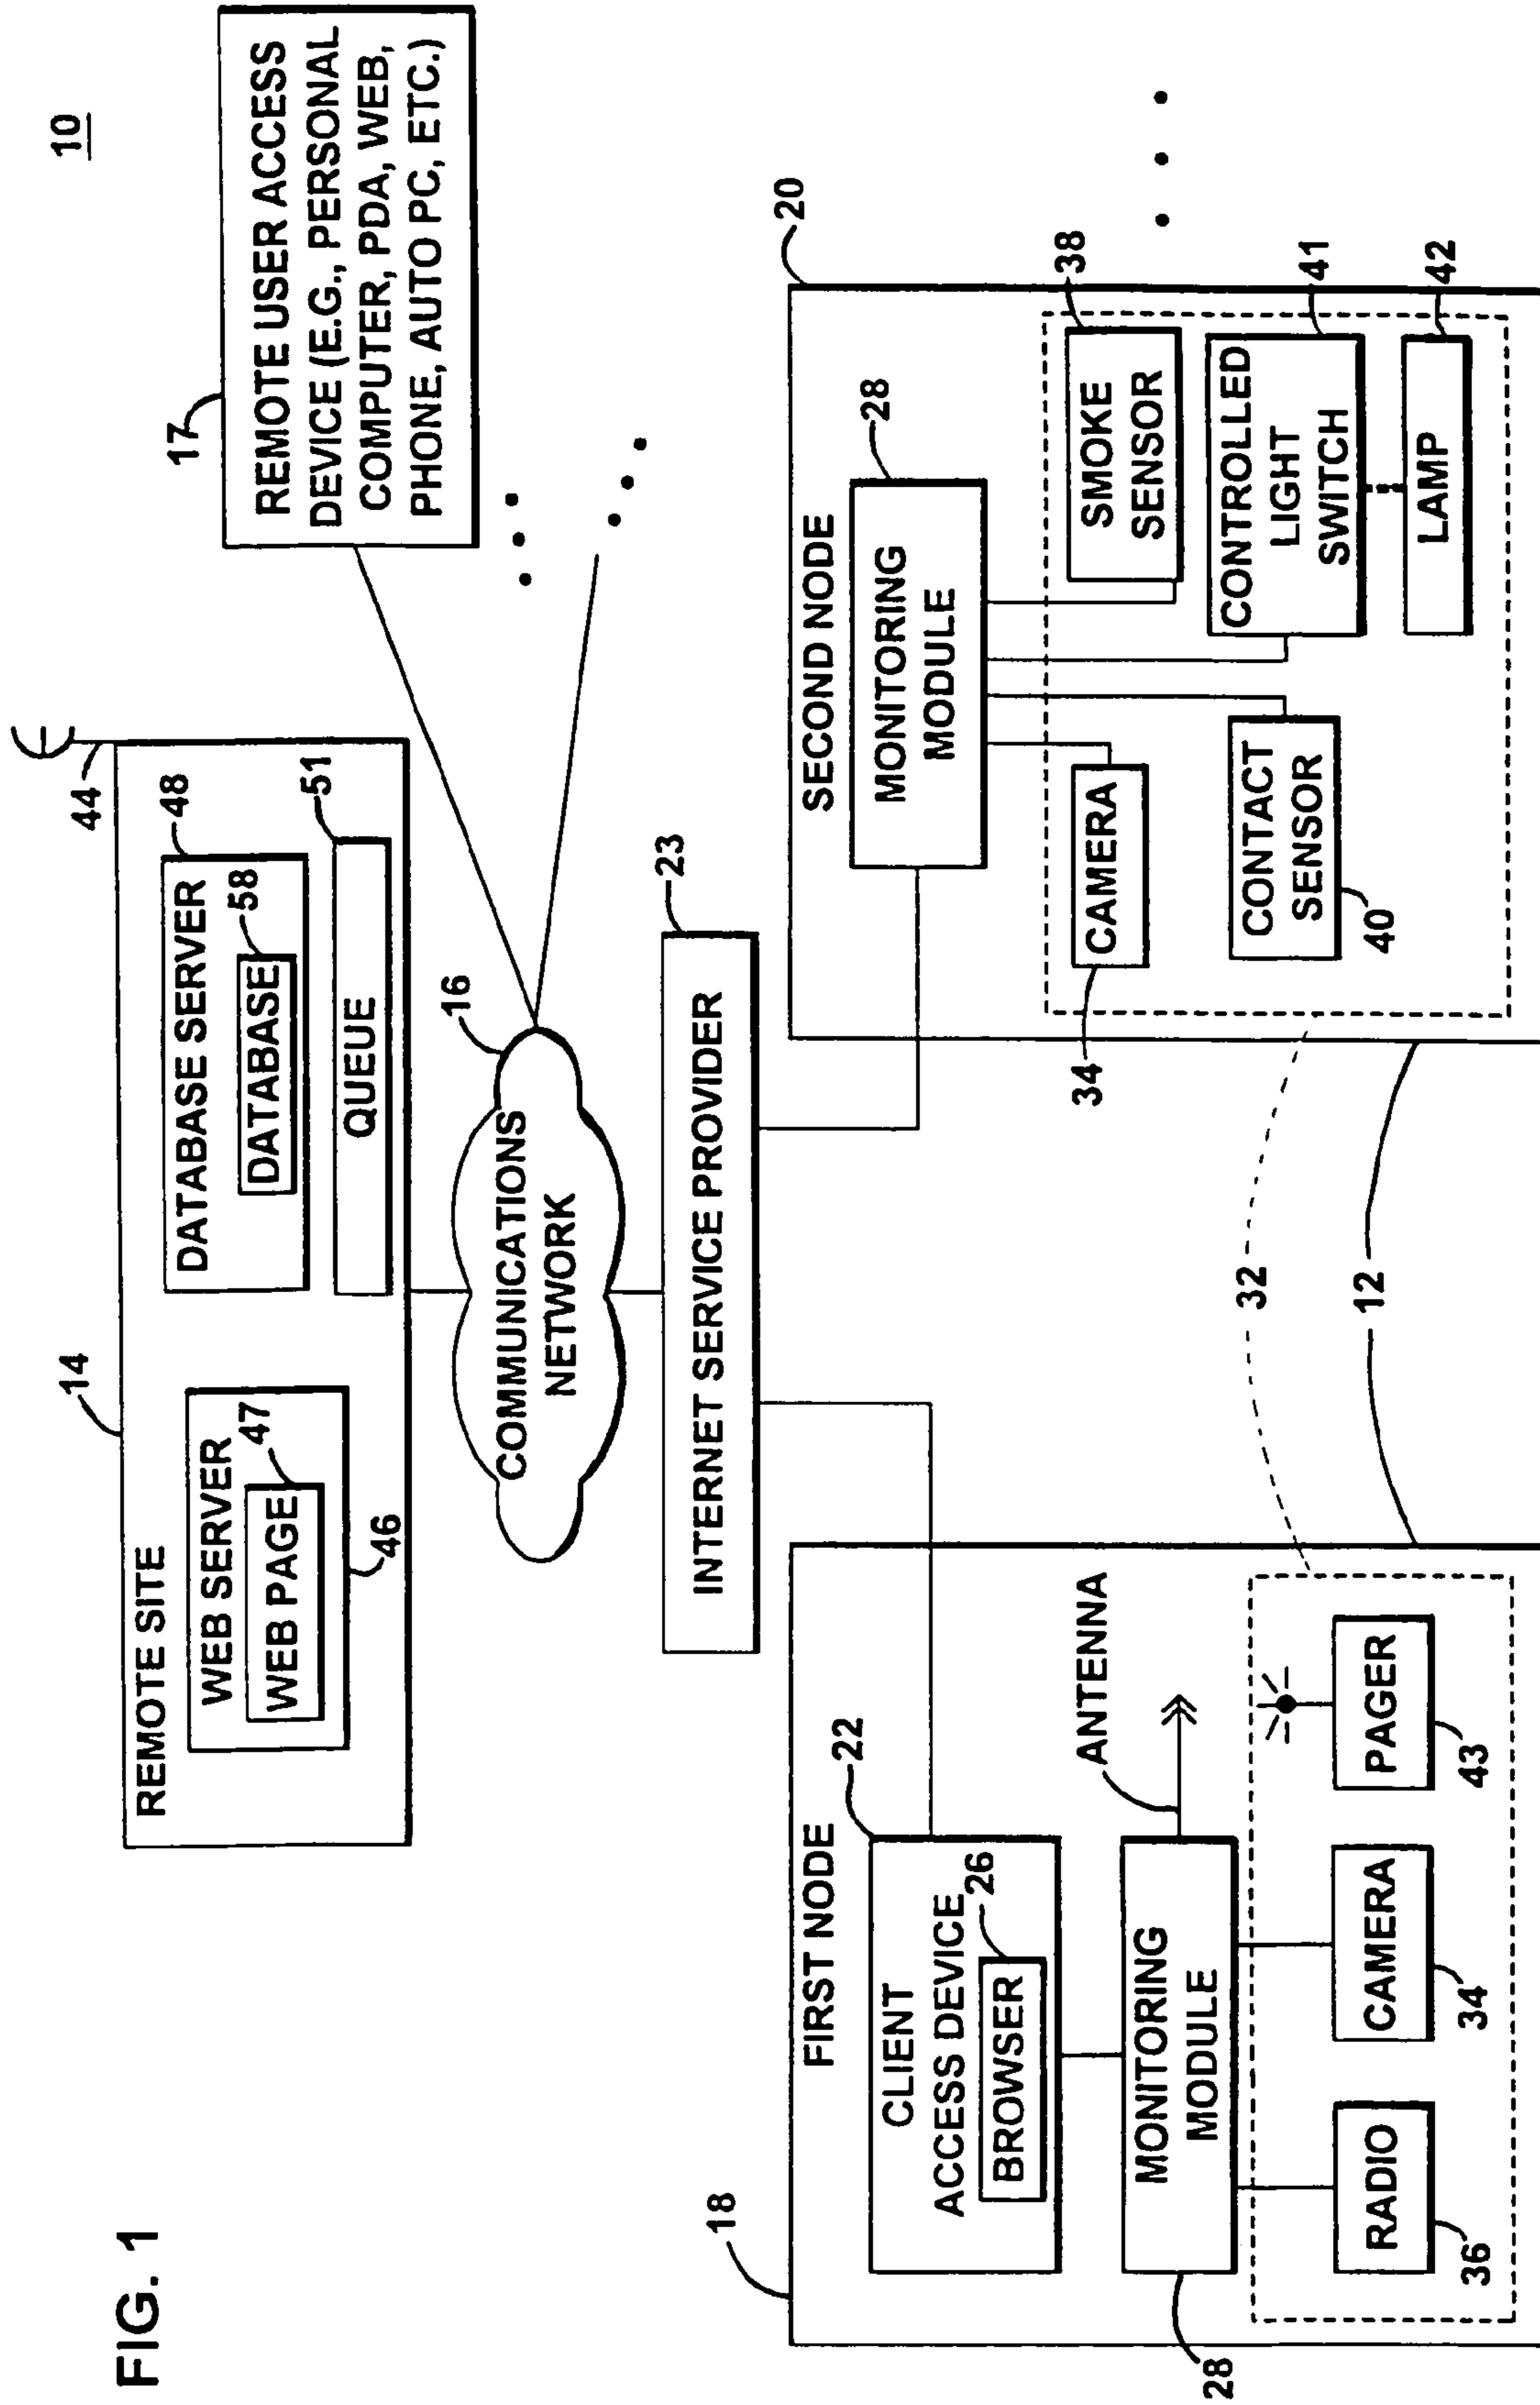 FIG. 1
10
14
REMOTE SITE
WEB SERVER
WEB PAGE
47
46
DATABASE SERVER
48
DATABASE
58
QUEUE
51
44
17
REMOTE USER ACCESS
DEVICE (E.G., PERSONAL
COMPUTER, PDA, WEB,
PHONE, AUTO PC, ETC.)
COMMUNICATIONS
NETWORK
16
INTERNET SERVICE PROVIDER
23
18
FIRST NODE
CLIENT
ACCESS DEVICE
22
BROWSER
26
MONITORING
MODULE
28
ANTENNA
RADIO
36
CAMERA
34
PAGER
43
32
12
20
SECOND NODE
MONITORING
MODULE
28
CAMERA
34
CONTACT
SENSOR
40
SMOKE
SENSOR
38
CONTROLLED
LIGHT
SWITCH
41
LAMP
42